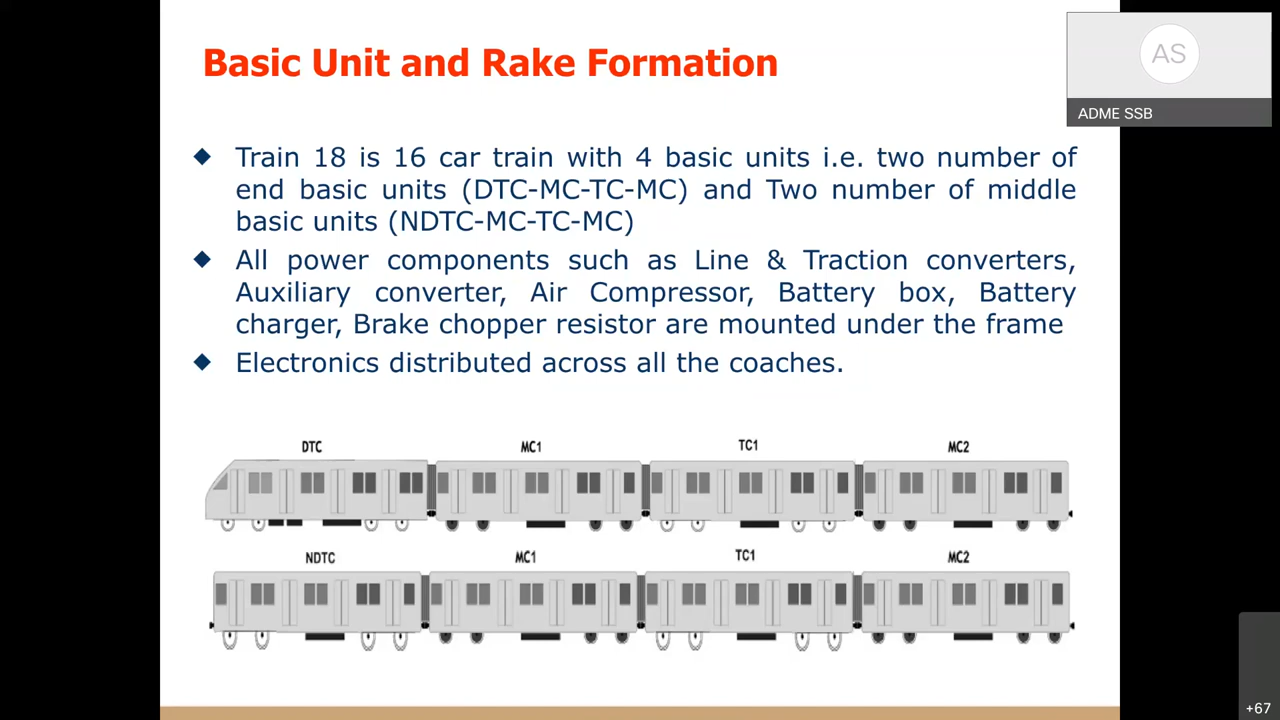 Basic Unit and Rake Formation
AS
ADME SSB
Train 18 is 16 car train with 4 basic units i.e. two number of
end basic units (DTC-MC-TC-MC) and Two number of middle
basic units (NDTC-MC-TC-MC)
All power components such as Line & Traction converters,
Auxiliary converter, Air Compressor, Battery box, Battery
charger, Brake chopper resistor are mounted under the frame
Electronics distributed across all the coaches.
DTC MC1 TC1 MC2
NDTC MC1 TC1 MC2
+67